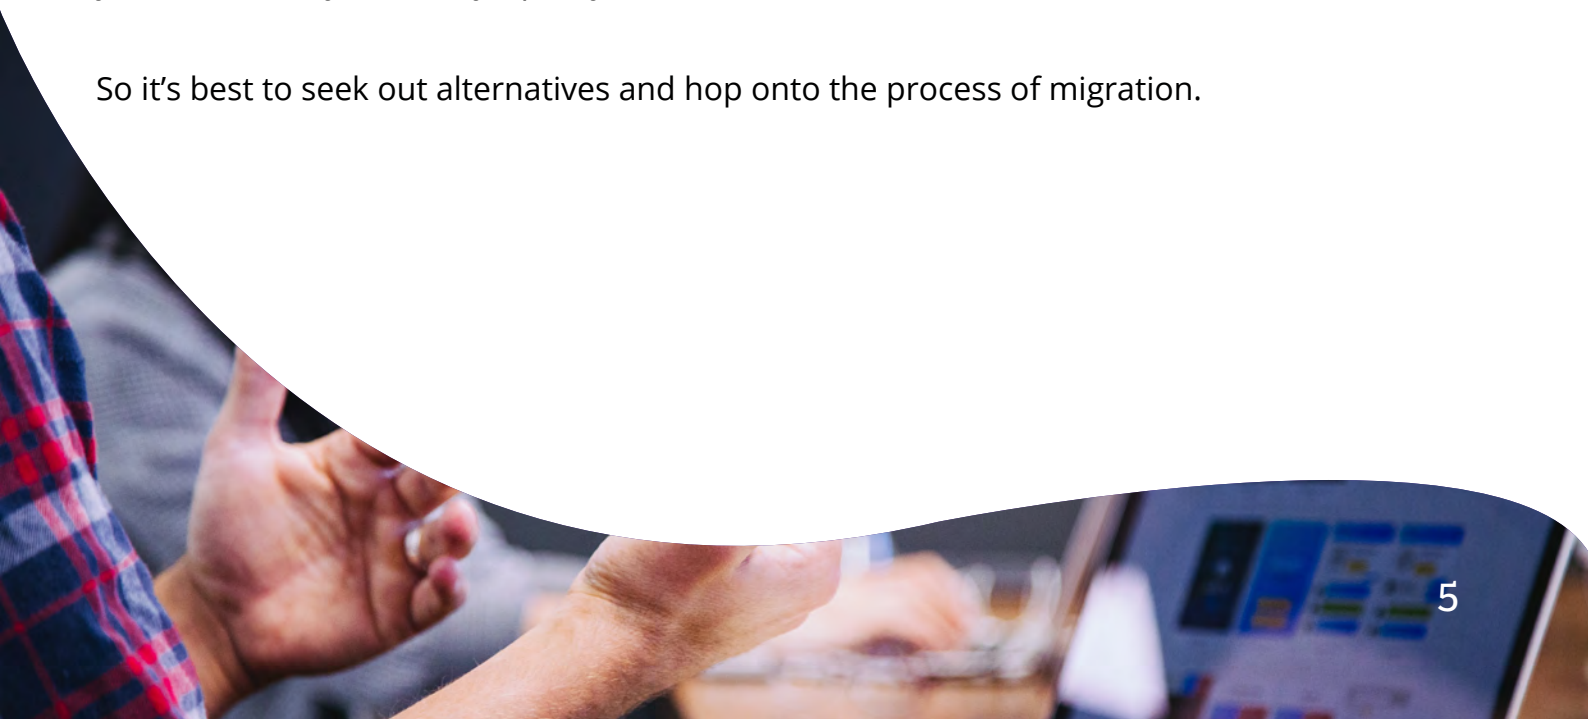 So it’s best to seek out alternatives and hop onto the process of migration.
5